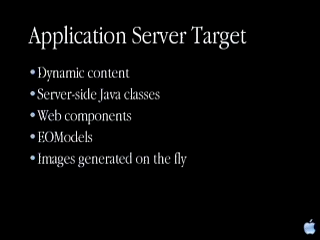 Application Server Target
• Dynamic content
• Server-side Java classes
• Web components
• EOModels
• Images generated on the fly